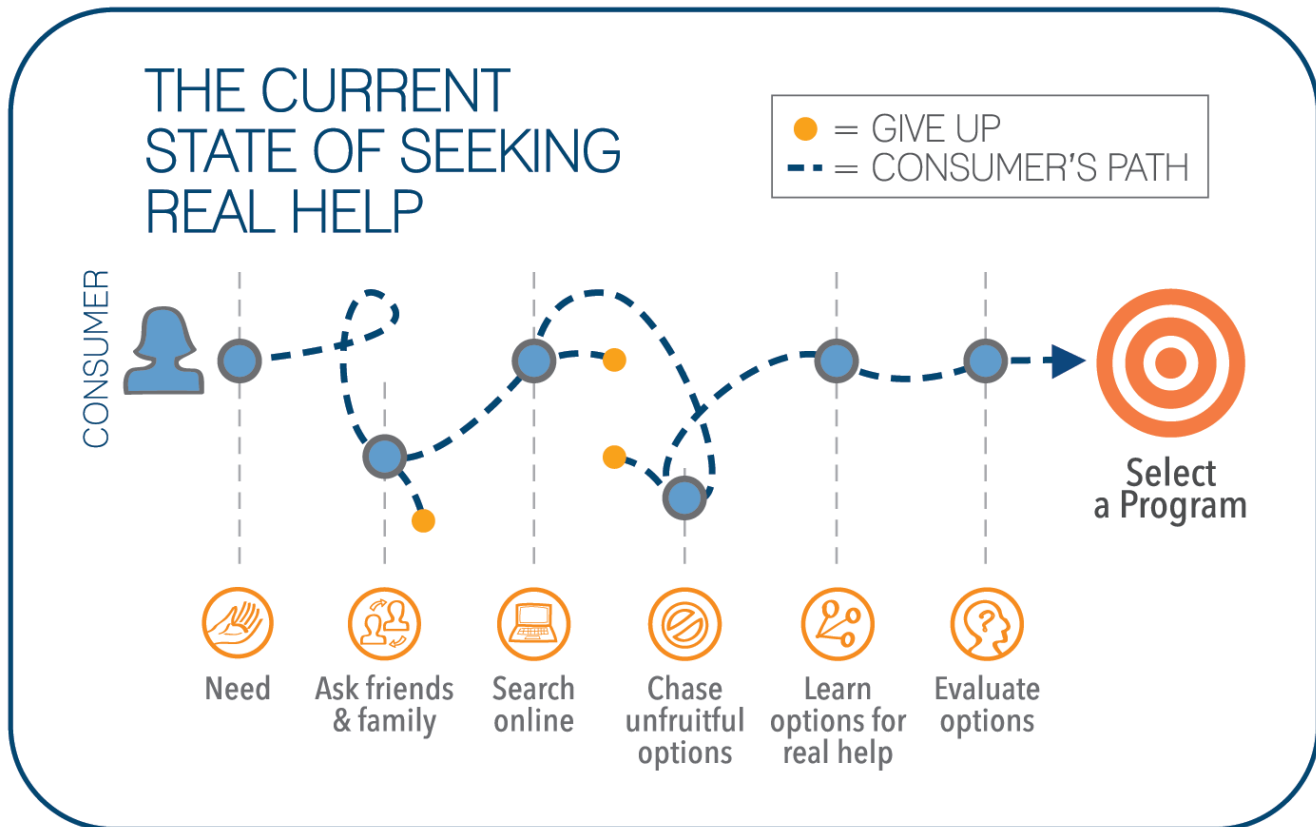 THE CURRENT
STATE OF SEEKING
REAL HELP
= GIVE UP
= CONSUMER'S PATH
CONSUMER
Select
a Program
Need
Ask friends
& family
Search
online
Chase
unfruitful
options
Learn
options for
real help
Evaluate
options
?